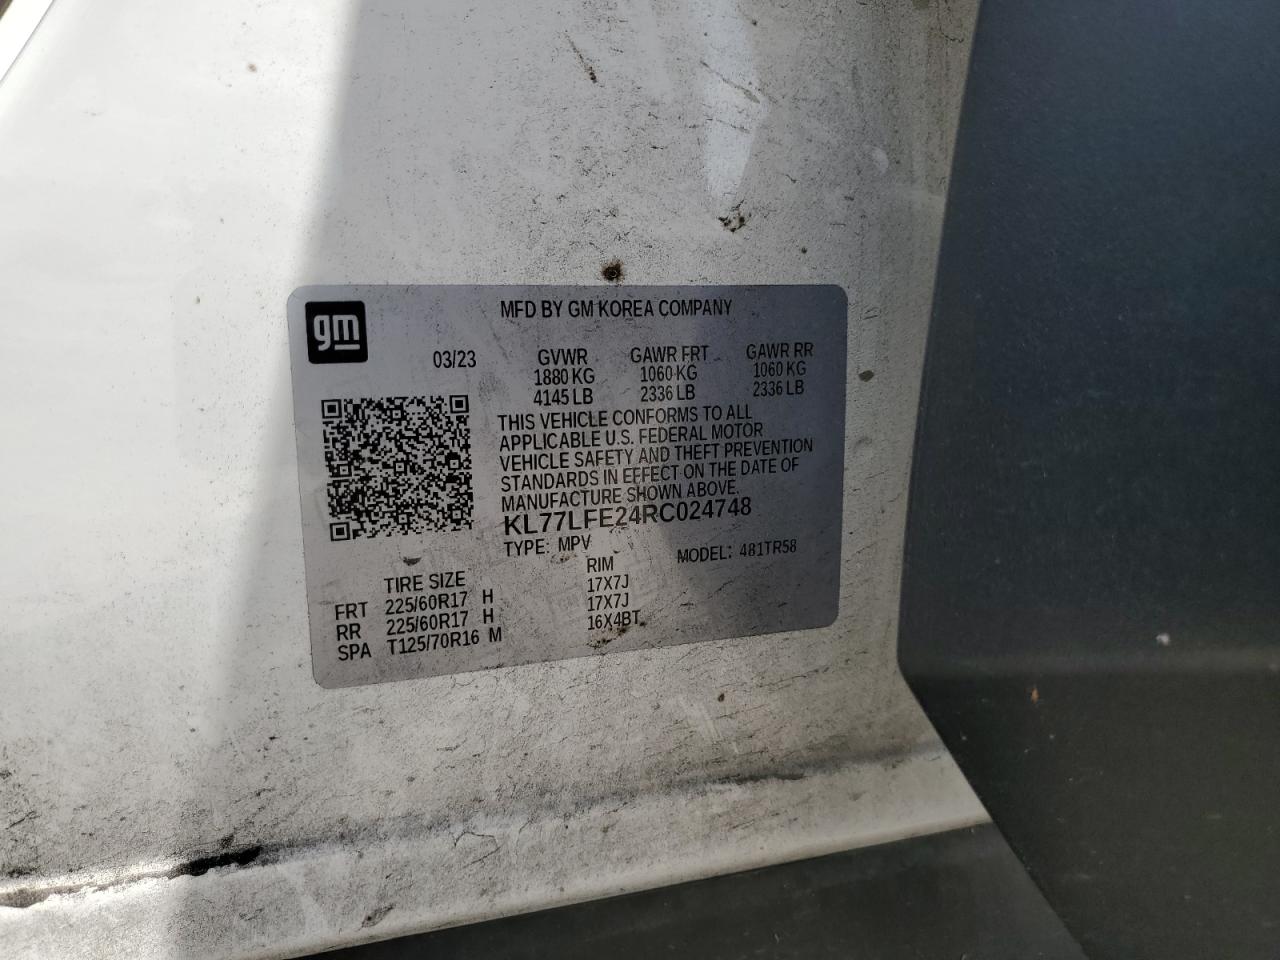 gm
MFD BY GM KOREA COMPANY
03/23 GVWR GAWR FRT GAWR RR
1880 KG 1060 KG 1060 KG
4145 LB 2336 LB 2336 LB
THIS VEHICLE CONFORMS TO ALL
APPLICABLE U.S. FEDERAL MOTOR
VEHICLE SAFETY AND THEFT PREVENTION
STANDARDS IN EFFECT ON THE DATE OF
MANUFACTURE SHOWN ABOVE.
KL77LFE24RC024748
TYPE: MPV MODEL: 481TR58
TIRE SIZE RIM
FRT 225/60R17 H 17X7J
RR 225/60R17 H 17X7J
SPA T125/70R16 M 16X4BT